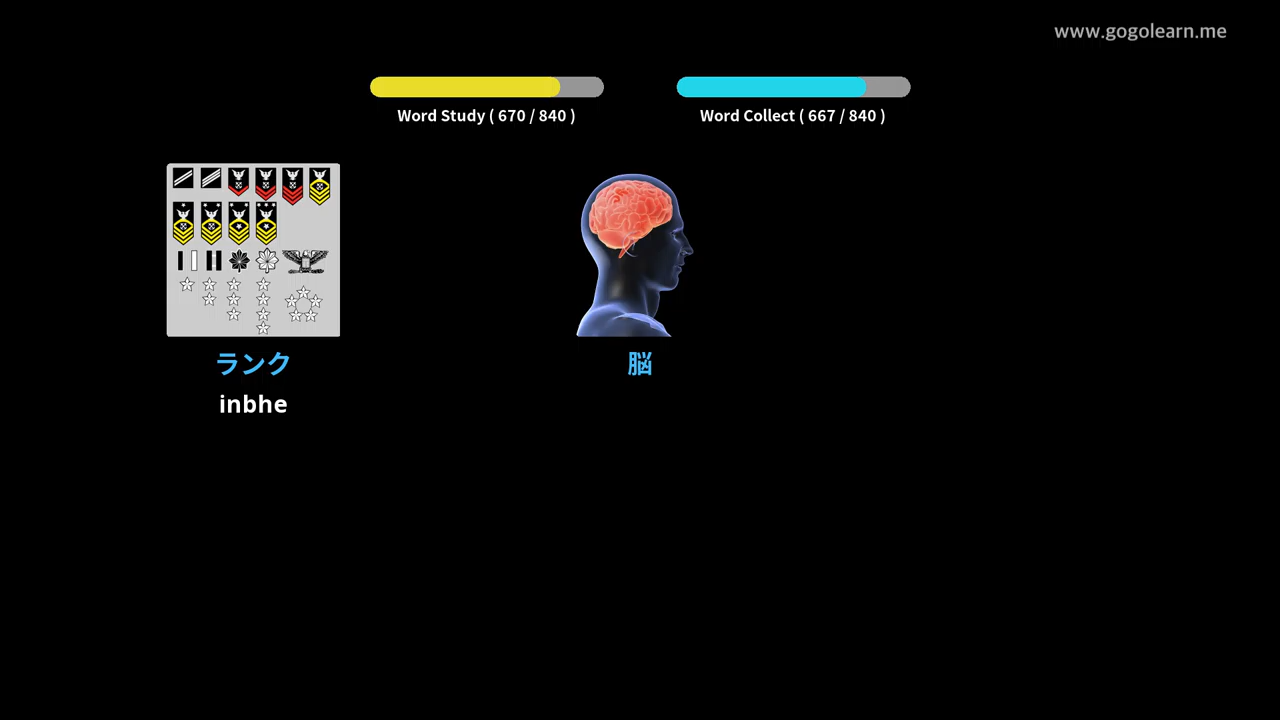 www.gogolearn.me
Word Study ( 670 / 840 )
Word Collect ( 667 / 840 )
ランク
脳
inbhe